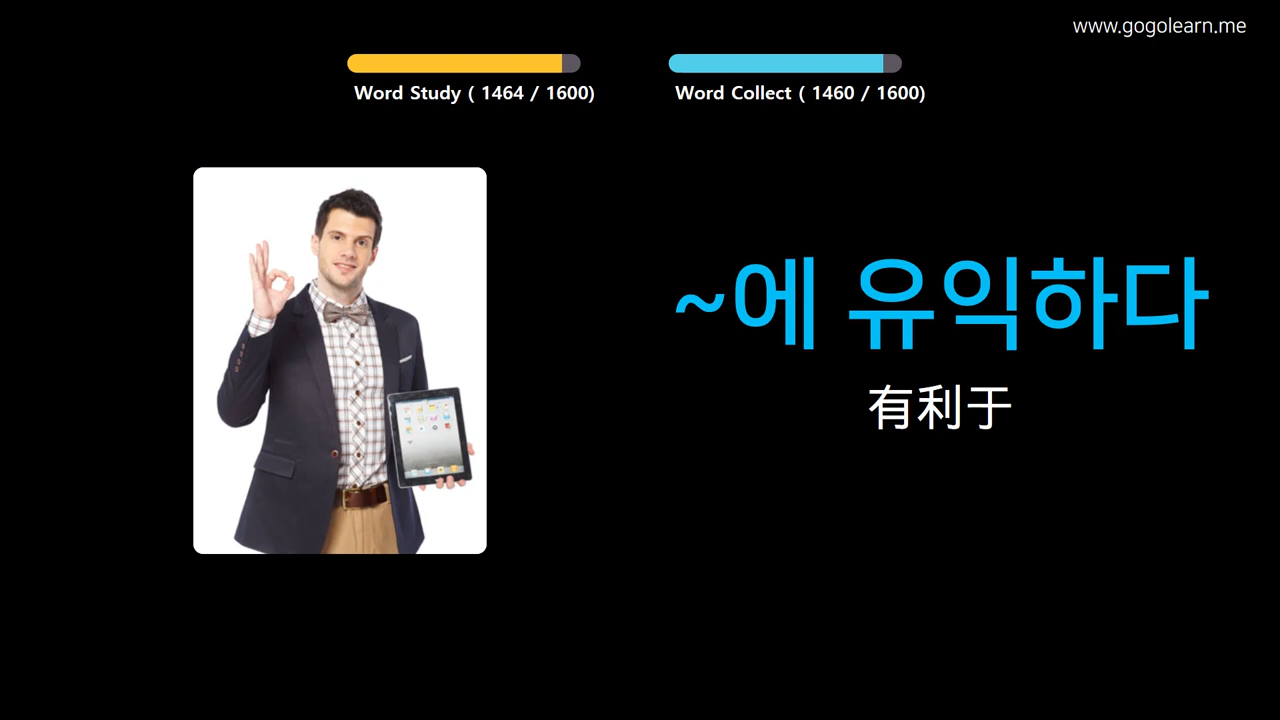 www.gogolearn.me
Word Study ( 1464 / 1600)
Word Collect ( 1460 / 1600)
~에 유익하다
有利于